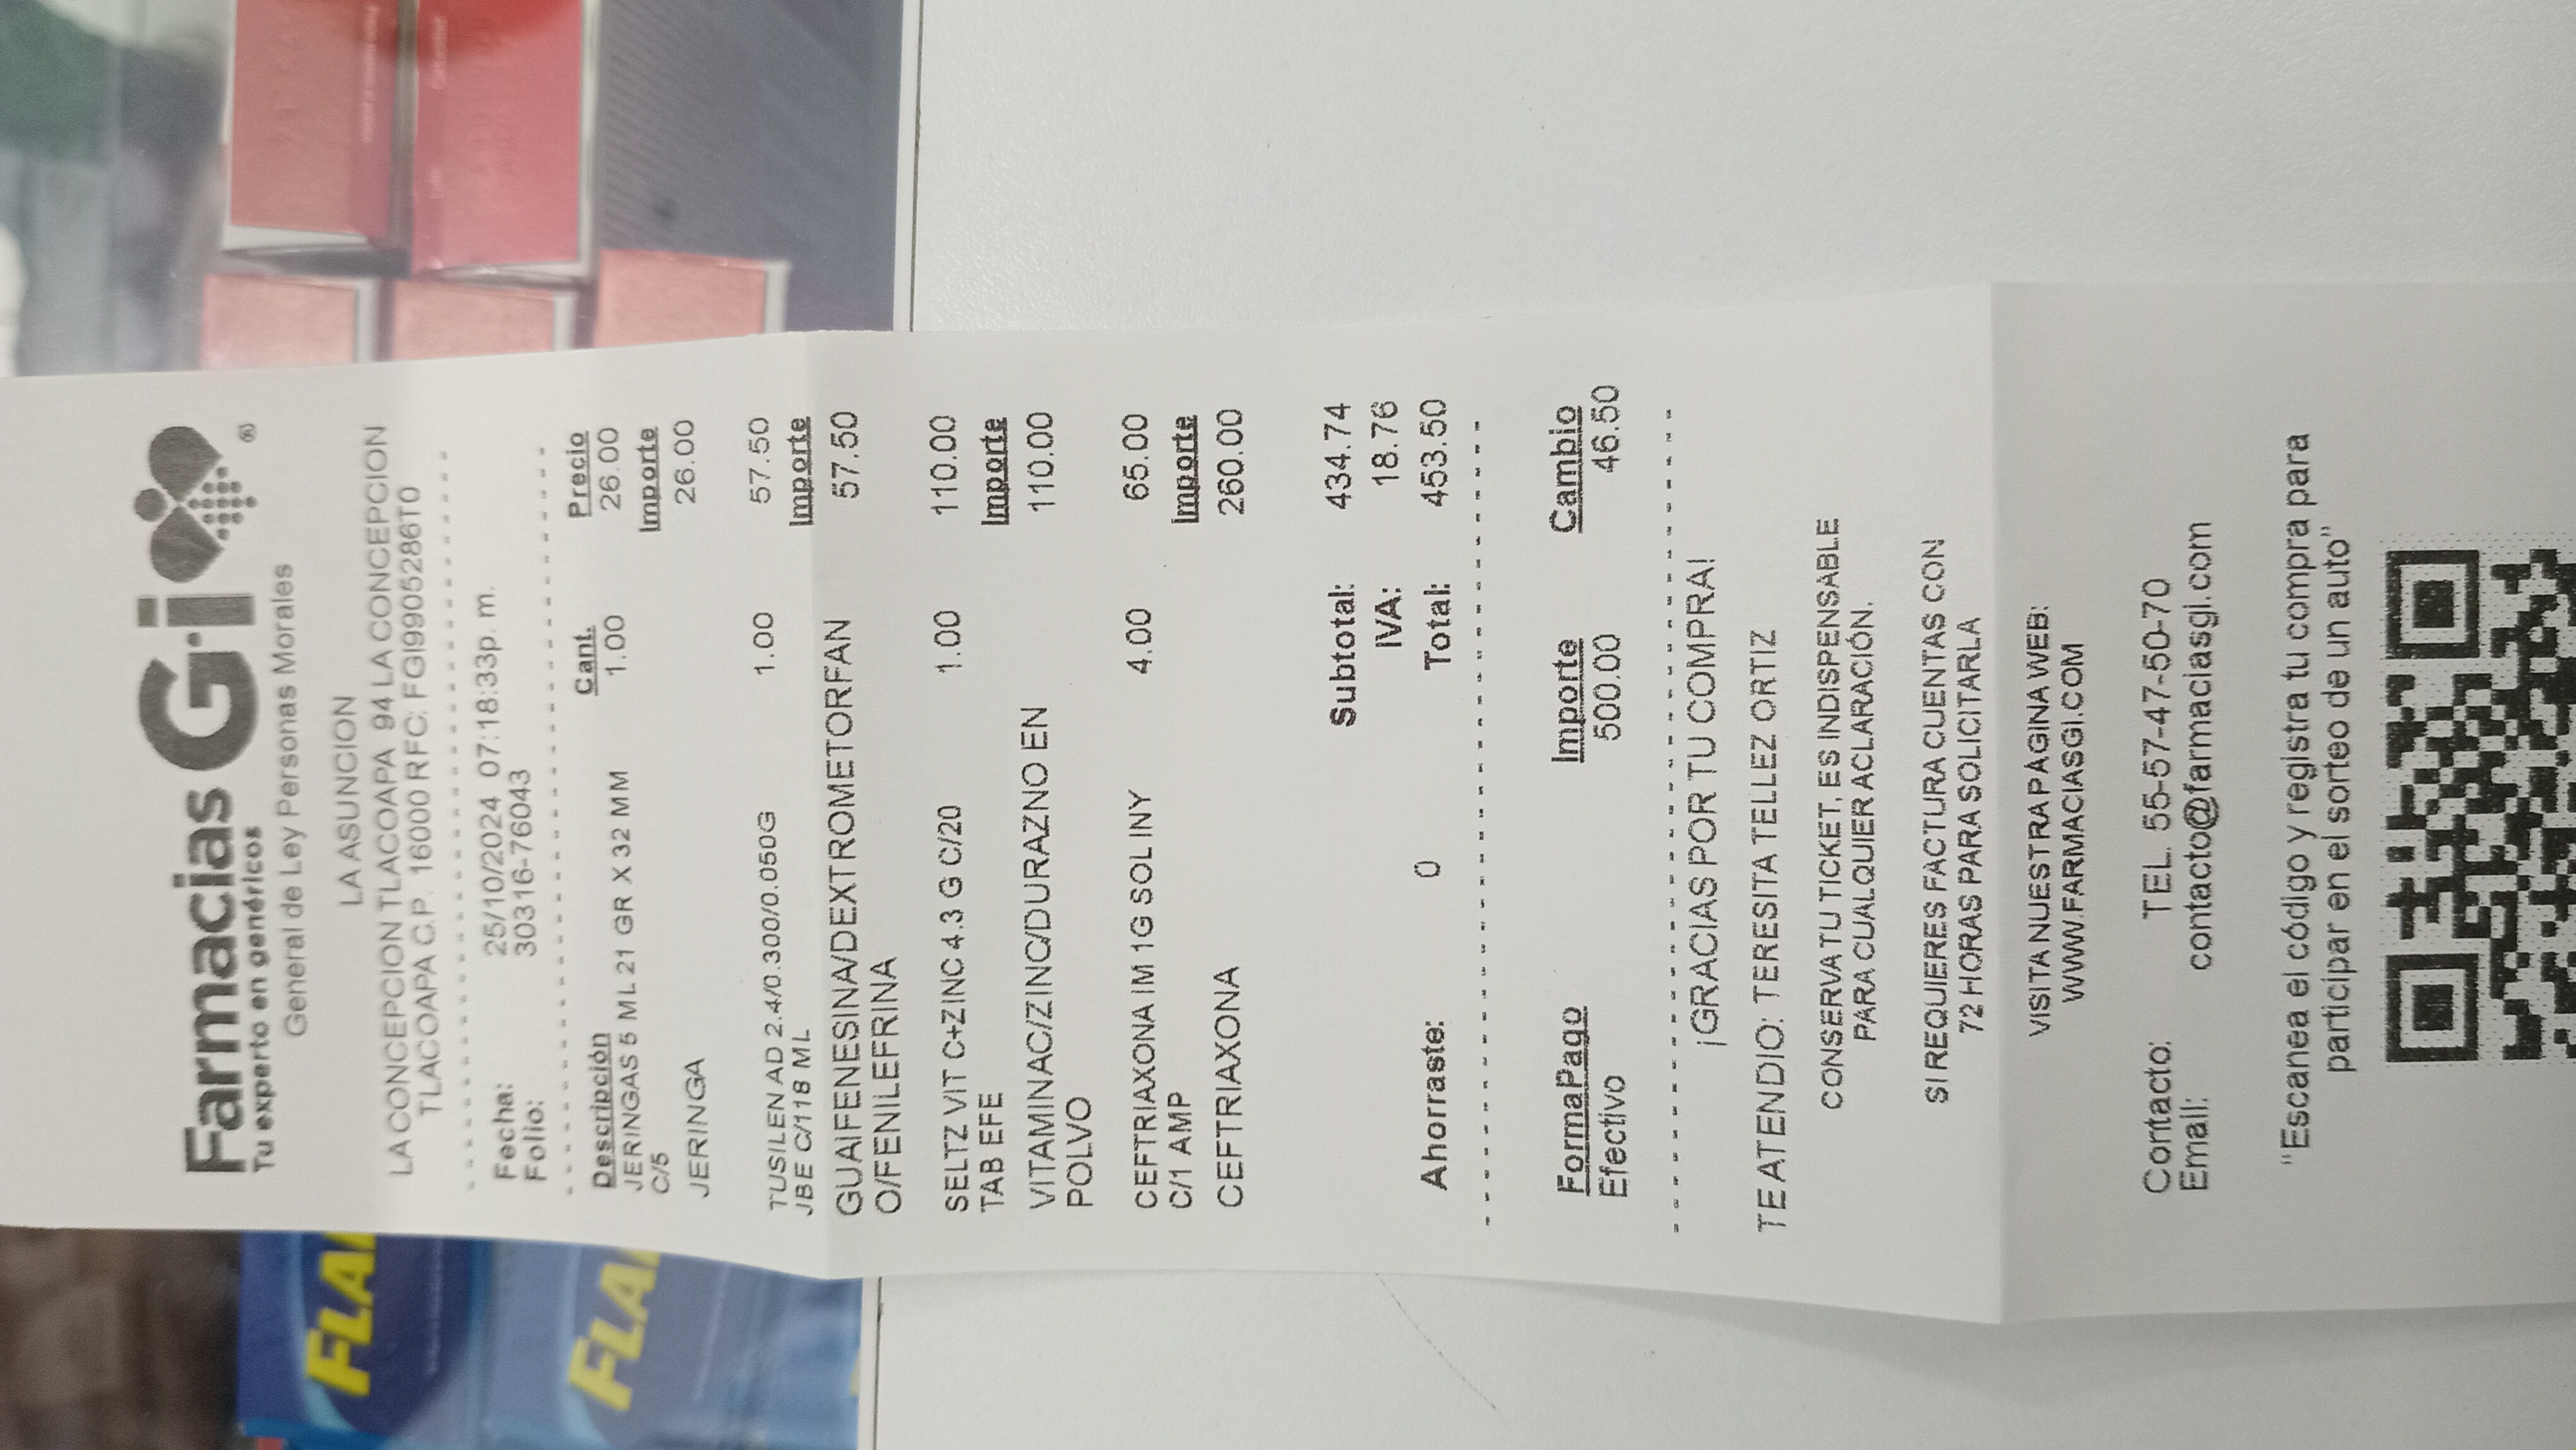 Farmacias Gi ®
Tu experto en genéricos
General de Ley Personas Morales
LA ASUNCION
LA CONCEPCION TLACOAPA 94 LA CONCEPCION
TLACOAPA C.P. 16000 RFC: FGI9905286T0
Fecha: 25/10/2024 07:18:33p. m.
Folio: 30316-76043
Descripción Cant. Precio
JERINGAS 5 ML 21 GR X 32 MM 1.00 26.00
C/5 Importe
JERINGA 26.00
TUSILEN AD 2.4/0.300/0.050G 1.00 57.50
JBE C/118 ML Importe
GUAIFENESINA/DEXTROMETORFAN 57.50
O/FENILEFRINA
SELTZ VIT C+ZINC 4.3 G C/20 1.00 110.00
TAB EFE Importe
VITAMINAC/ZINC/DURAZNO EN 110.00
POLVO
CEFTRIAXONA IM 1G SOL INY 4.00 65.00
C/1 AMP Importe
CEFTRIAXONA 260.00
Subtotal: 434.74
IVA: 18.76
Ahorraste: 0 Total: 453.50
FormaPago Importe Cambio
Efectivo 500.00 46.50
¡GRACIAS POR TU COMPRA!
TE ATENDIO: TERESITA TELLEZ ORTIZ
CONSERVA TU TICKET, ES INDISPENSABLE
PARA CUALQUIER ACLARACIÓN.
SI REQUIERES FACTURA CUENTAS CON
72 HORAS PARA SOLICITARLA
VISITA NUESTRA PAGINA WEB:
WWW.FARMACIASGI.COM
Contacto: TEL. 55-57-47-50-70
Email: contacto@farmaciasgi.com
"Escanea el código y registra tu compra para
participar en el sorteo de un auto"